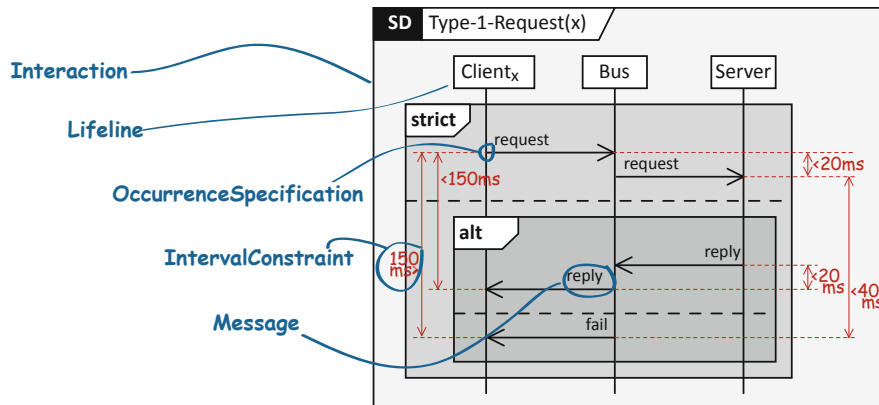 SD Type-1-Request(x)
Interaction
Clientx Bus Server
Lifeline
strict
request
request
<20ms
<150ms
OccurrenceSpecification
alt
IntervalConstraint
150
ms>
reply
reply
<20
ms
<40
ms
Message
fail